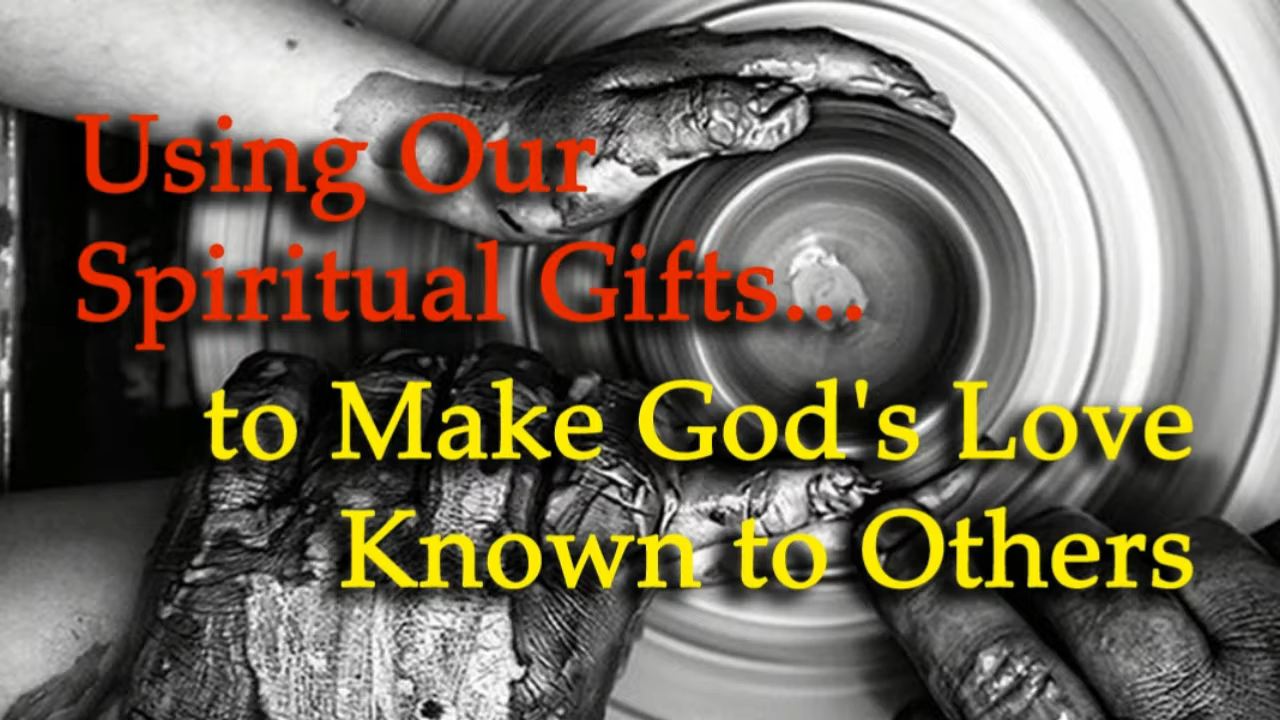 Using Our
Spiritual Gifts...
to Make God's Love
Known to Others